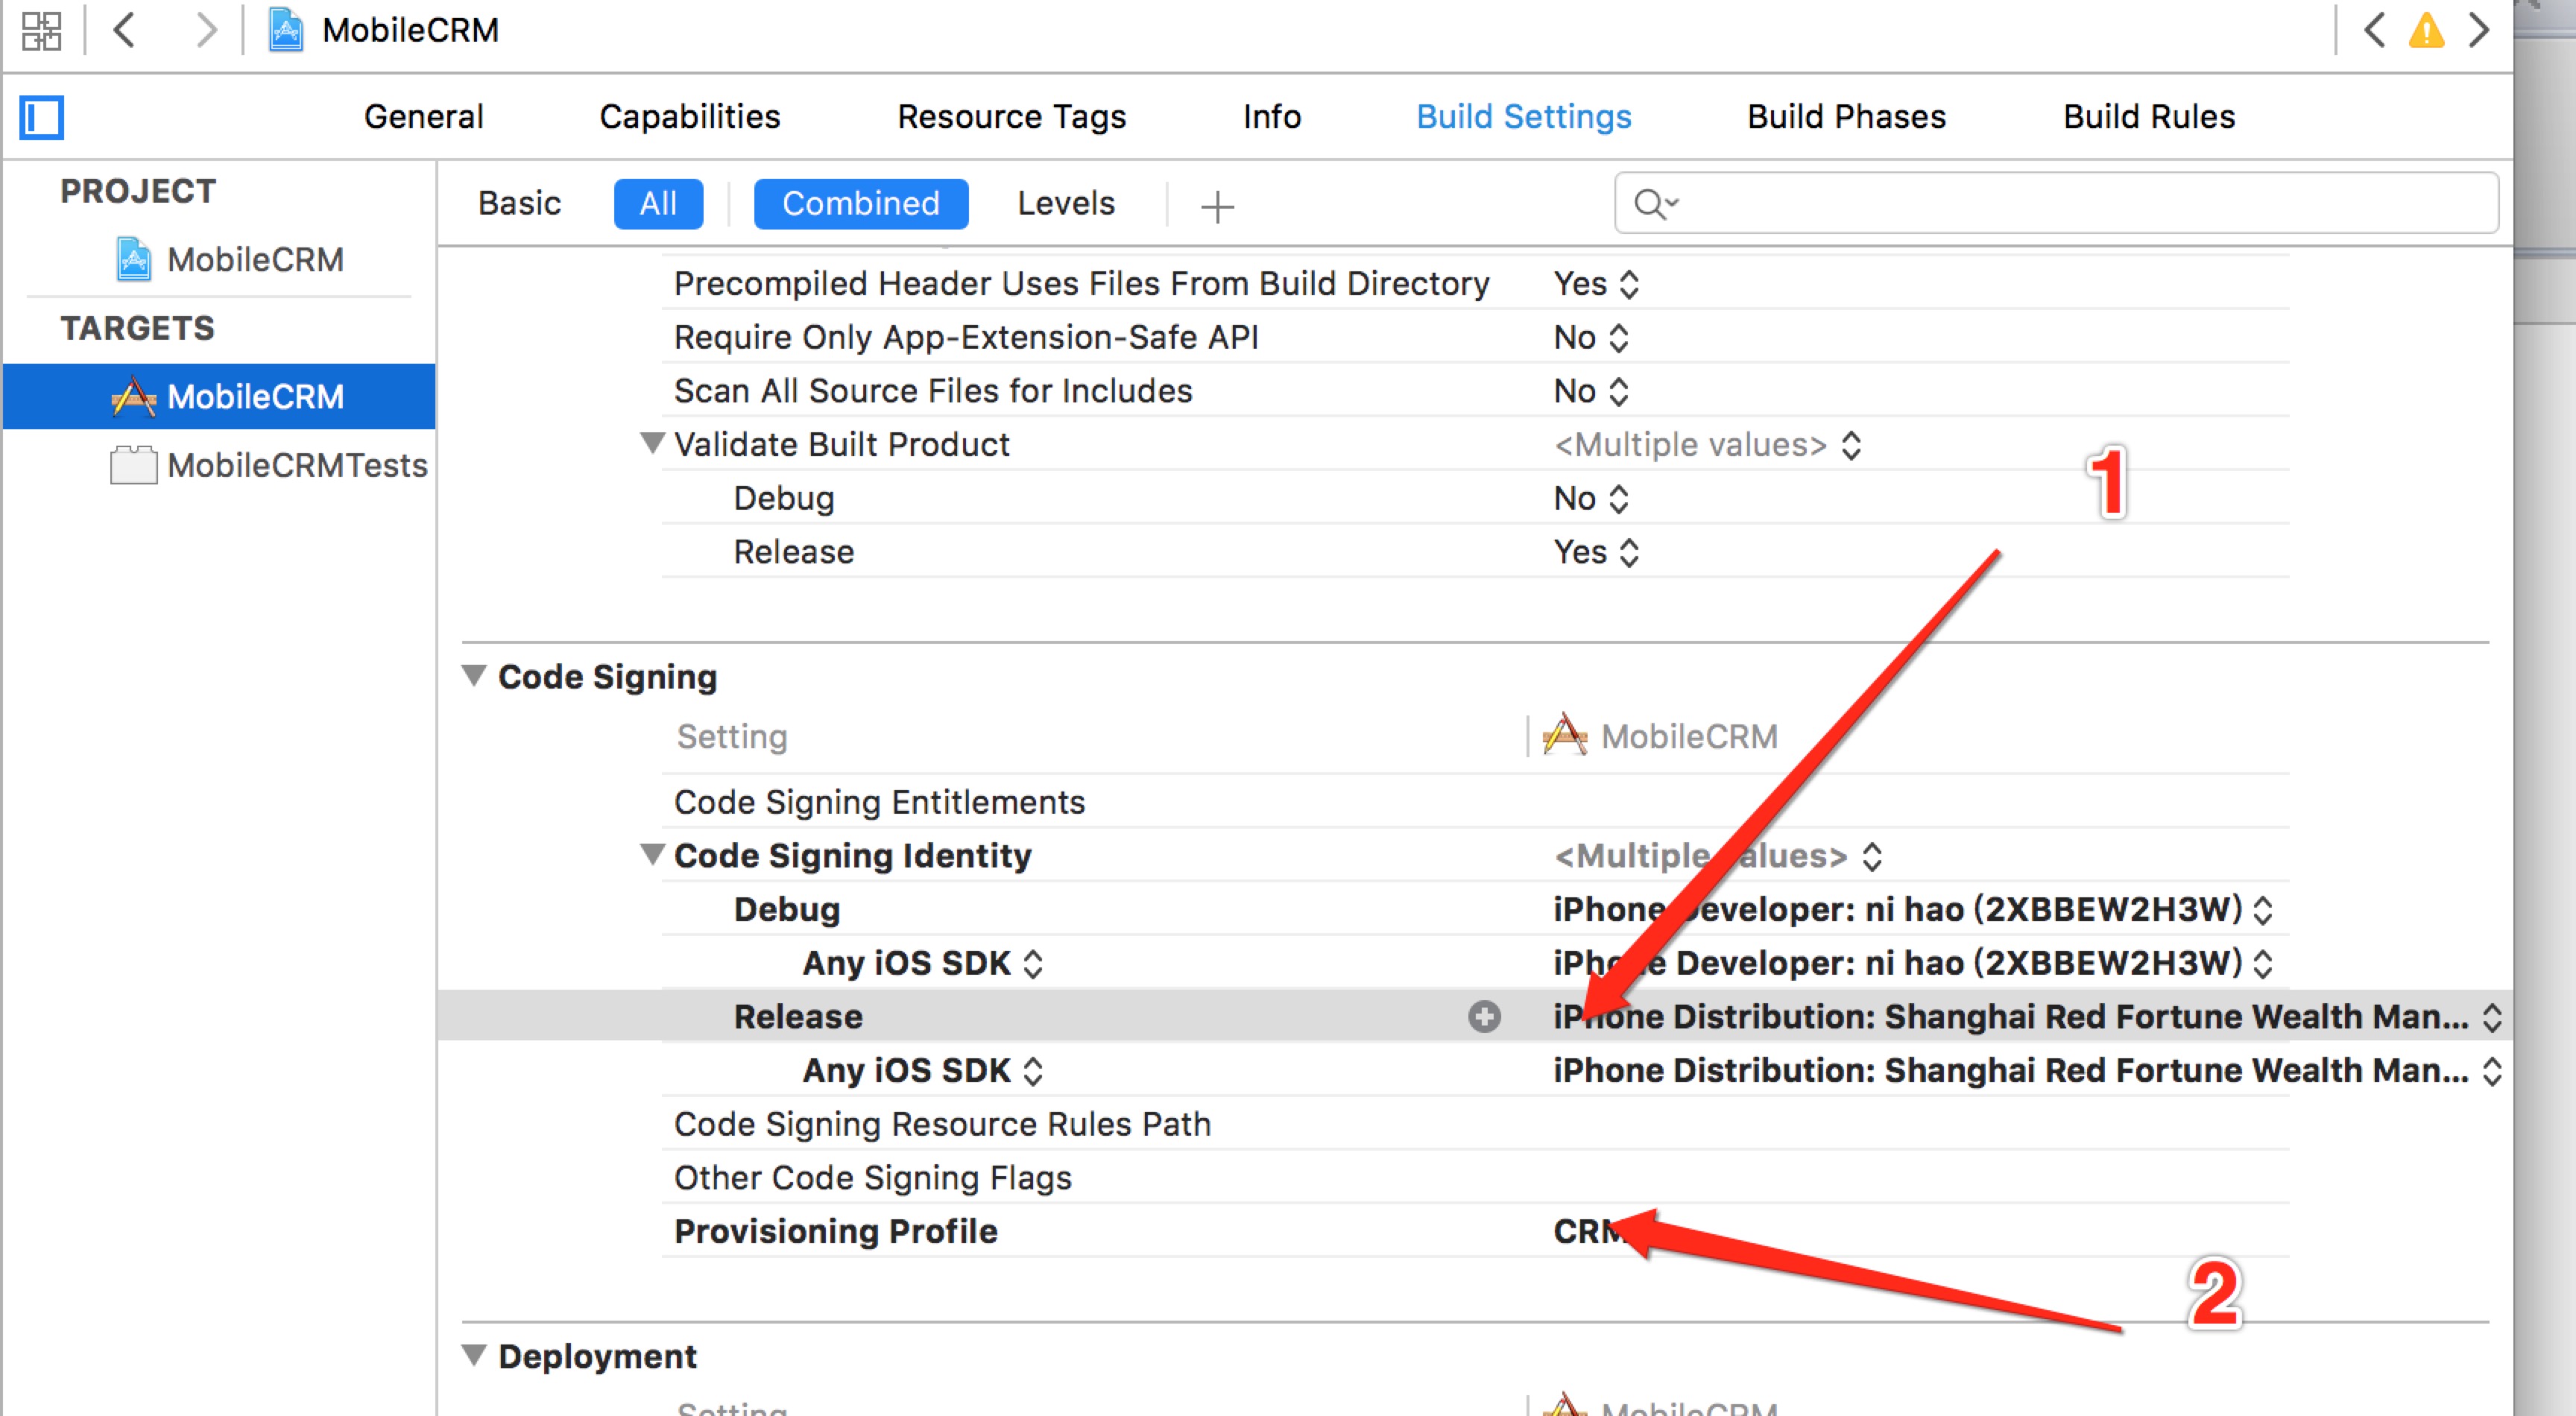 MobileCRM
General Capabilities Resource Tags Info Build Settings Build Phases Build Rules
PROJECT
MobileCRM
TARGETS
MobileCRM
MobileCRMTests
Basic All Combined Levels
Precompiled Header Uses Files From Build Directory Yes
Require Only App-Extension-Safe API No
Scan All Source Files for Includes No
Validate Built Product <Multiple values>
1
Debug No
Release Yes
Code Signing
Setting MobileCRM
Code Signing Entitlements
Code Signing Identity <Multiple values>
Debug iPhone Developer: ni hao (2XBBEW2H3W)
Any iOS SDK iPhone Developer: ni hao (2XBBEW2H3W)
Release iPhone Distribution: Shanghai Red Fortune Wealth Man...
Any iOS SDK iPhone Distribution: Shanghai Red Fortune Wealth Man...
Code Signing Resource Rules Path
Other Code Signing Flags
Provisioning Profile CRM
2
Deployment
Setting MobileCRM